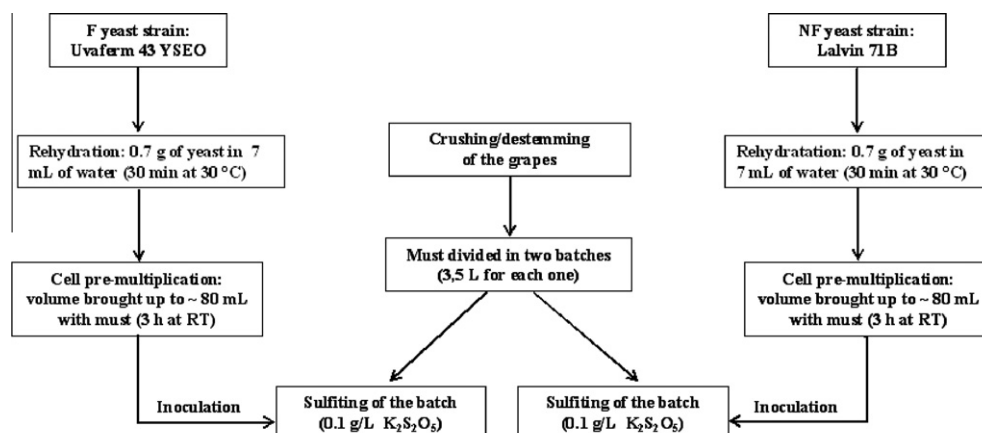 F yeast strain:
Uvaferm 43 YSEO
Rehydration: 0.7 g of yeast in 7
mL of water (30 min at 30 °C)
Cell pre-multiplication:
volume brought up to ~ 80 mL
with must (3 h at RT)
Inoculation
Crushing/destemming
of the grapes
Must divided in two batches
(3,5 L for each one)
Sulfiting of the batch
(0.1 g/L K₂S₂O₅)
Sulfiting of the batch
(0.1 g/L K₂S₂O₅)
NF yeast strain:
Lalvin 71B
Rehydratation: 0.7 g of yeast in
7 mL of water (30 min at 30 °C)
Cell pre-multiplication:
volume brought up to ~ 80 mL
with must (3 h at RT)
Inoculation